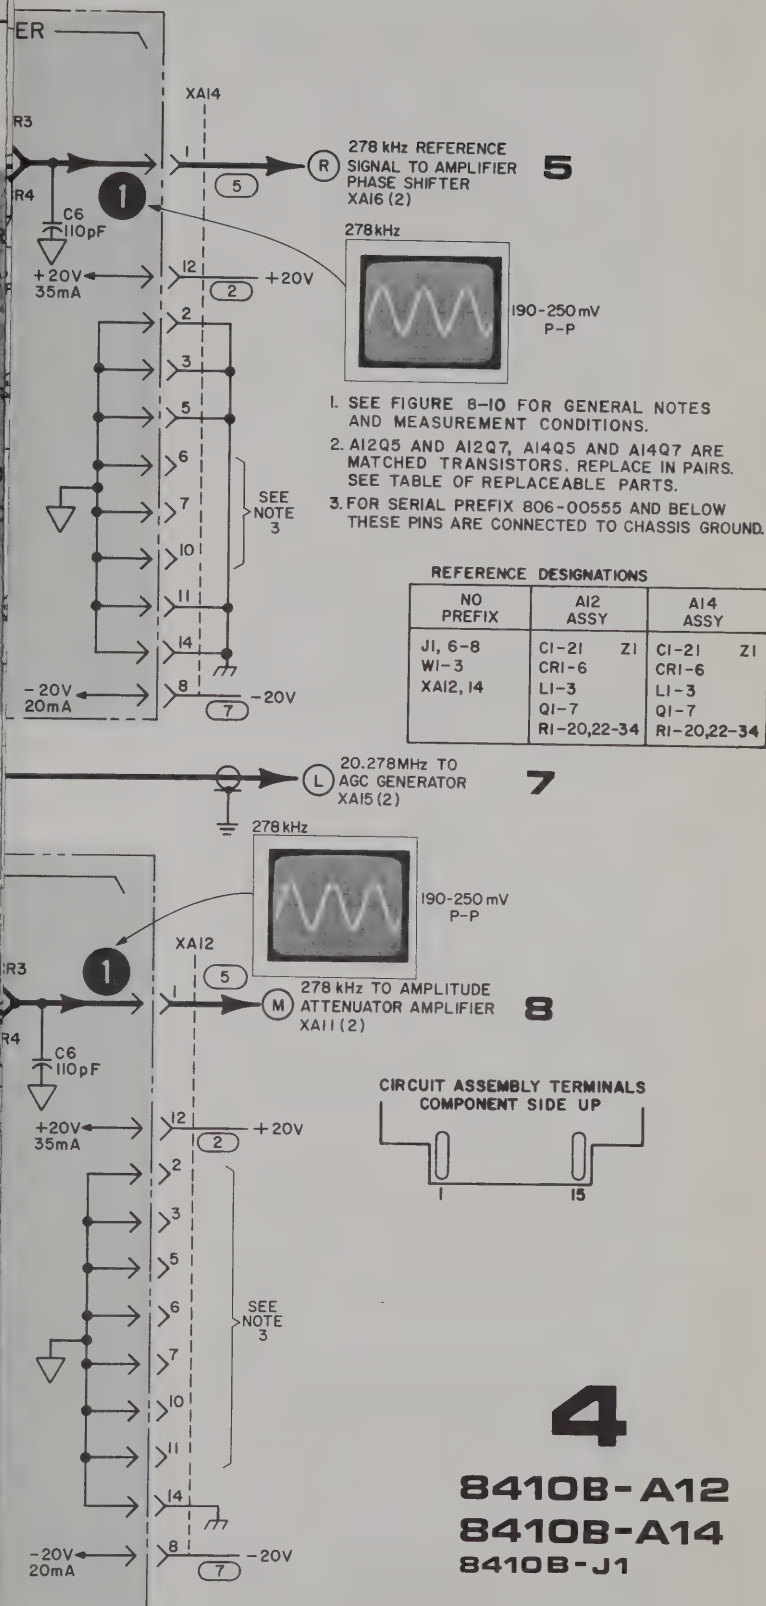 ER
XA14
R3
1
278 kHz REFERENCE
SIGNAL TO AMPLIFIER
PHASE SHIFTER
XA16 (2)
R
5
5
R4
1
C6
110pF
278 kHz
+20V
35mA
12
+20V
2
190-250 mV
P-P
2
3
5
6
7
10
11
14
SEE
NOTE
3
-20V
20mA
8
-20V
7
1. SEE FIGURE 8-10 FOR GENERAL NOTES
AND MEASUREMENT CONDITIONS.
2. A12Q5 AND A12Q7, A14Q5 AND A14Q7 ARE
MATCHED TRANSISTORS. REPLACE IN PAIRS.
SEE TABLE OF REPLACEABLE PARTS.
3. FOR SERIAL PREFIX 806-00555 AND BELOW
THESE PINS ARE CONNECTED TO CHASSIS GROUND.
REFERENCE DESIGNATIONS
NO PREFIX A12 ASSY A14 ASSY
J1, 6-8 C1-21 Z1 C1-21 Z1
W1-3 CR1-6 CR1-6
XA12, 14 L1-3 L1-3
Q1-7 Q1-7
R1-20,22-34 R1-20,22-34
L
20.278MHz TO
AGC GENERATOR
XA15 (2)
7
278 kHz
190-250 mV
P-P
XA12
R3
1
5
1
M
278 kHz TO AMPLITUDE
ATTENUATOR AMPLIFIER
XA11 (2)
8
R4
C6
110pF
+20V
35mA
12
+20V
2
2
3
5
6
7
10
11
14
SEE
NOTE
3
-20V
20mA
8
-20V
7
CIRCUIT ASSEMBLY TERMINALS
COMPONENT SIDE UP
1
15
4
8410B-A12
8410B-A14
8410B-J1